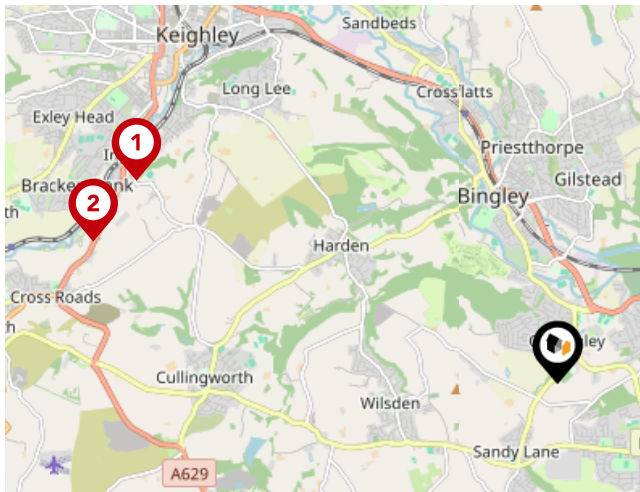 Sandbeds
Keighley
Long Lee
Crossflatts
Exley Head
1
Priestthorpe
Gilstead
2
Bingley
Harden
Cross Roads
Cullingworth
Wilsden
Sandy Lane
A629